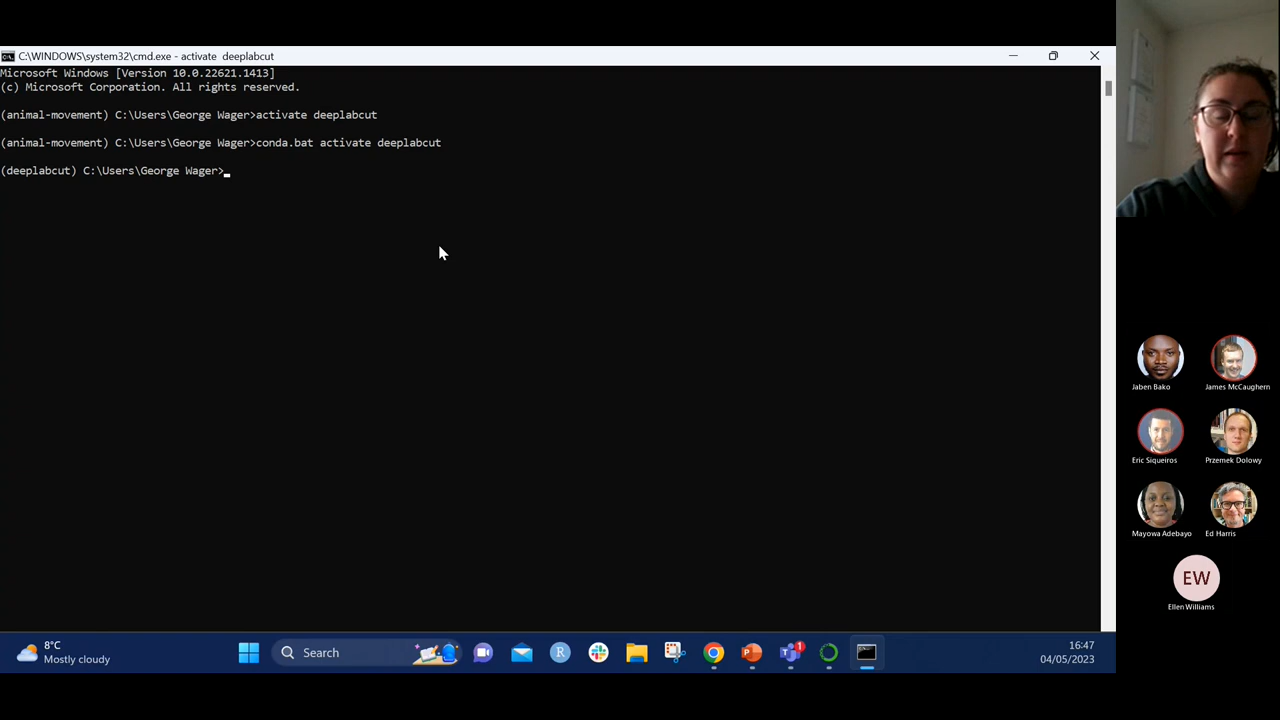 C:\WINDOWS\system32\cmd.exe - activate  deeplabcut
Microsoft Windows [Version 10.0.22621.1413]
(c) Microsoft Corporation. All rights reserved.
(animal-movement) C:\Users\George Wager>activate deeplabcut
(animal-movement) C:\Users\George Wager>conda.bat activate deeplabcut
(deeplabcut) C:\Users\George Wager>
Jaben Bako
James McCaughern
Eric Siqueiros
Przemek Dolowy
Mayowa Adebayo
Ed Harris
EW
Ellen Williams
8°C
Mostly cloudy
Search
R
P
T
1
16:47
04/05/2023